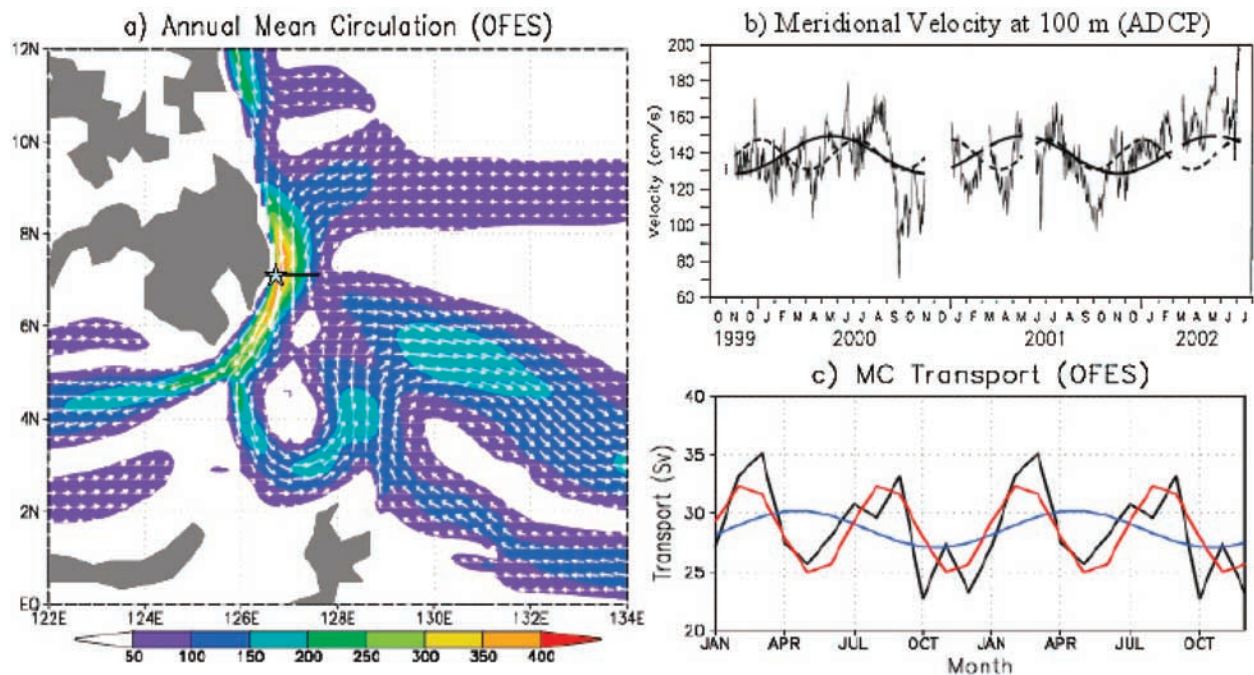 a) Annual Mean Circulation (OFES)
12N
10N
8N
6N
4N
2N
EQ
122E 124E 126E 128E 130E 132E 134E
50 100 150 200 250 300 350 400
b) Meridional Velocity at 100 m (ADCP)
Velocity (cm/s)
200
180
160
140
120
100
80
60
O N D J F M A M J J A S O N D J F M A M J J A S O N D J F M A M J J
1999 2000 2001 2002
c) MC Transport (OFES)
Transport (Sv)
40
35
30
25
20
JAN APR JUL OCT JAN APR JUL OCT
Month